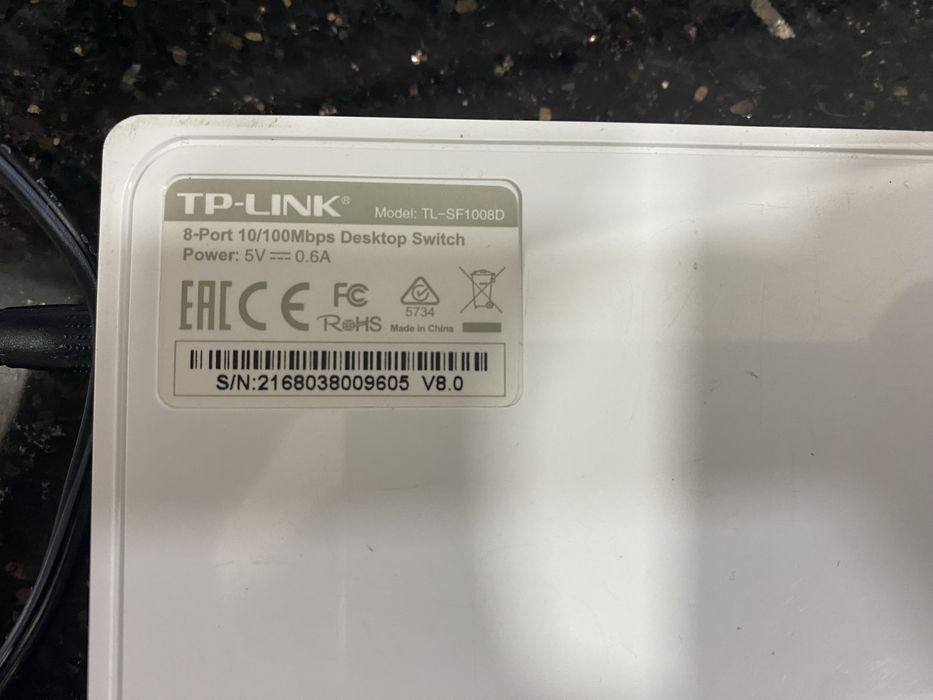 TP-LINK®
Model: TL-SF1008D
8-Port 10/100Mbps Desktop Switch
Power: 5V ⎓ 0.6A
EAC CE FC
5734
RoHS
Made in China
S/N:2168038009605 V8.0